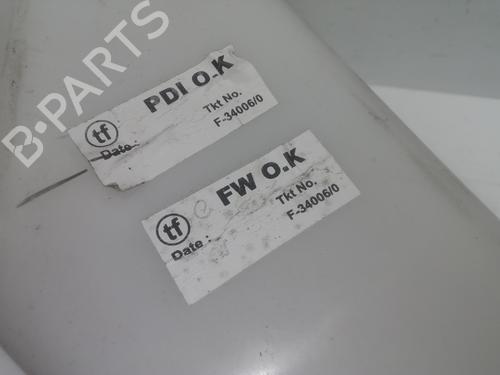 B-PARTS
PDI O.K
tf
Tkt No.
Date :
F-34006/0
FW O.K
tf
Tkt No.
Date :
F-34006/0